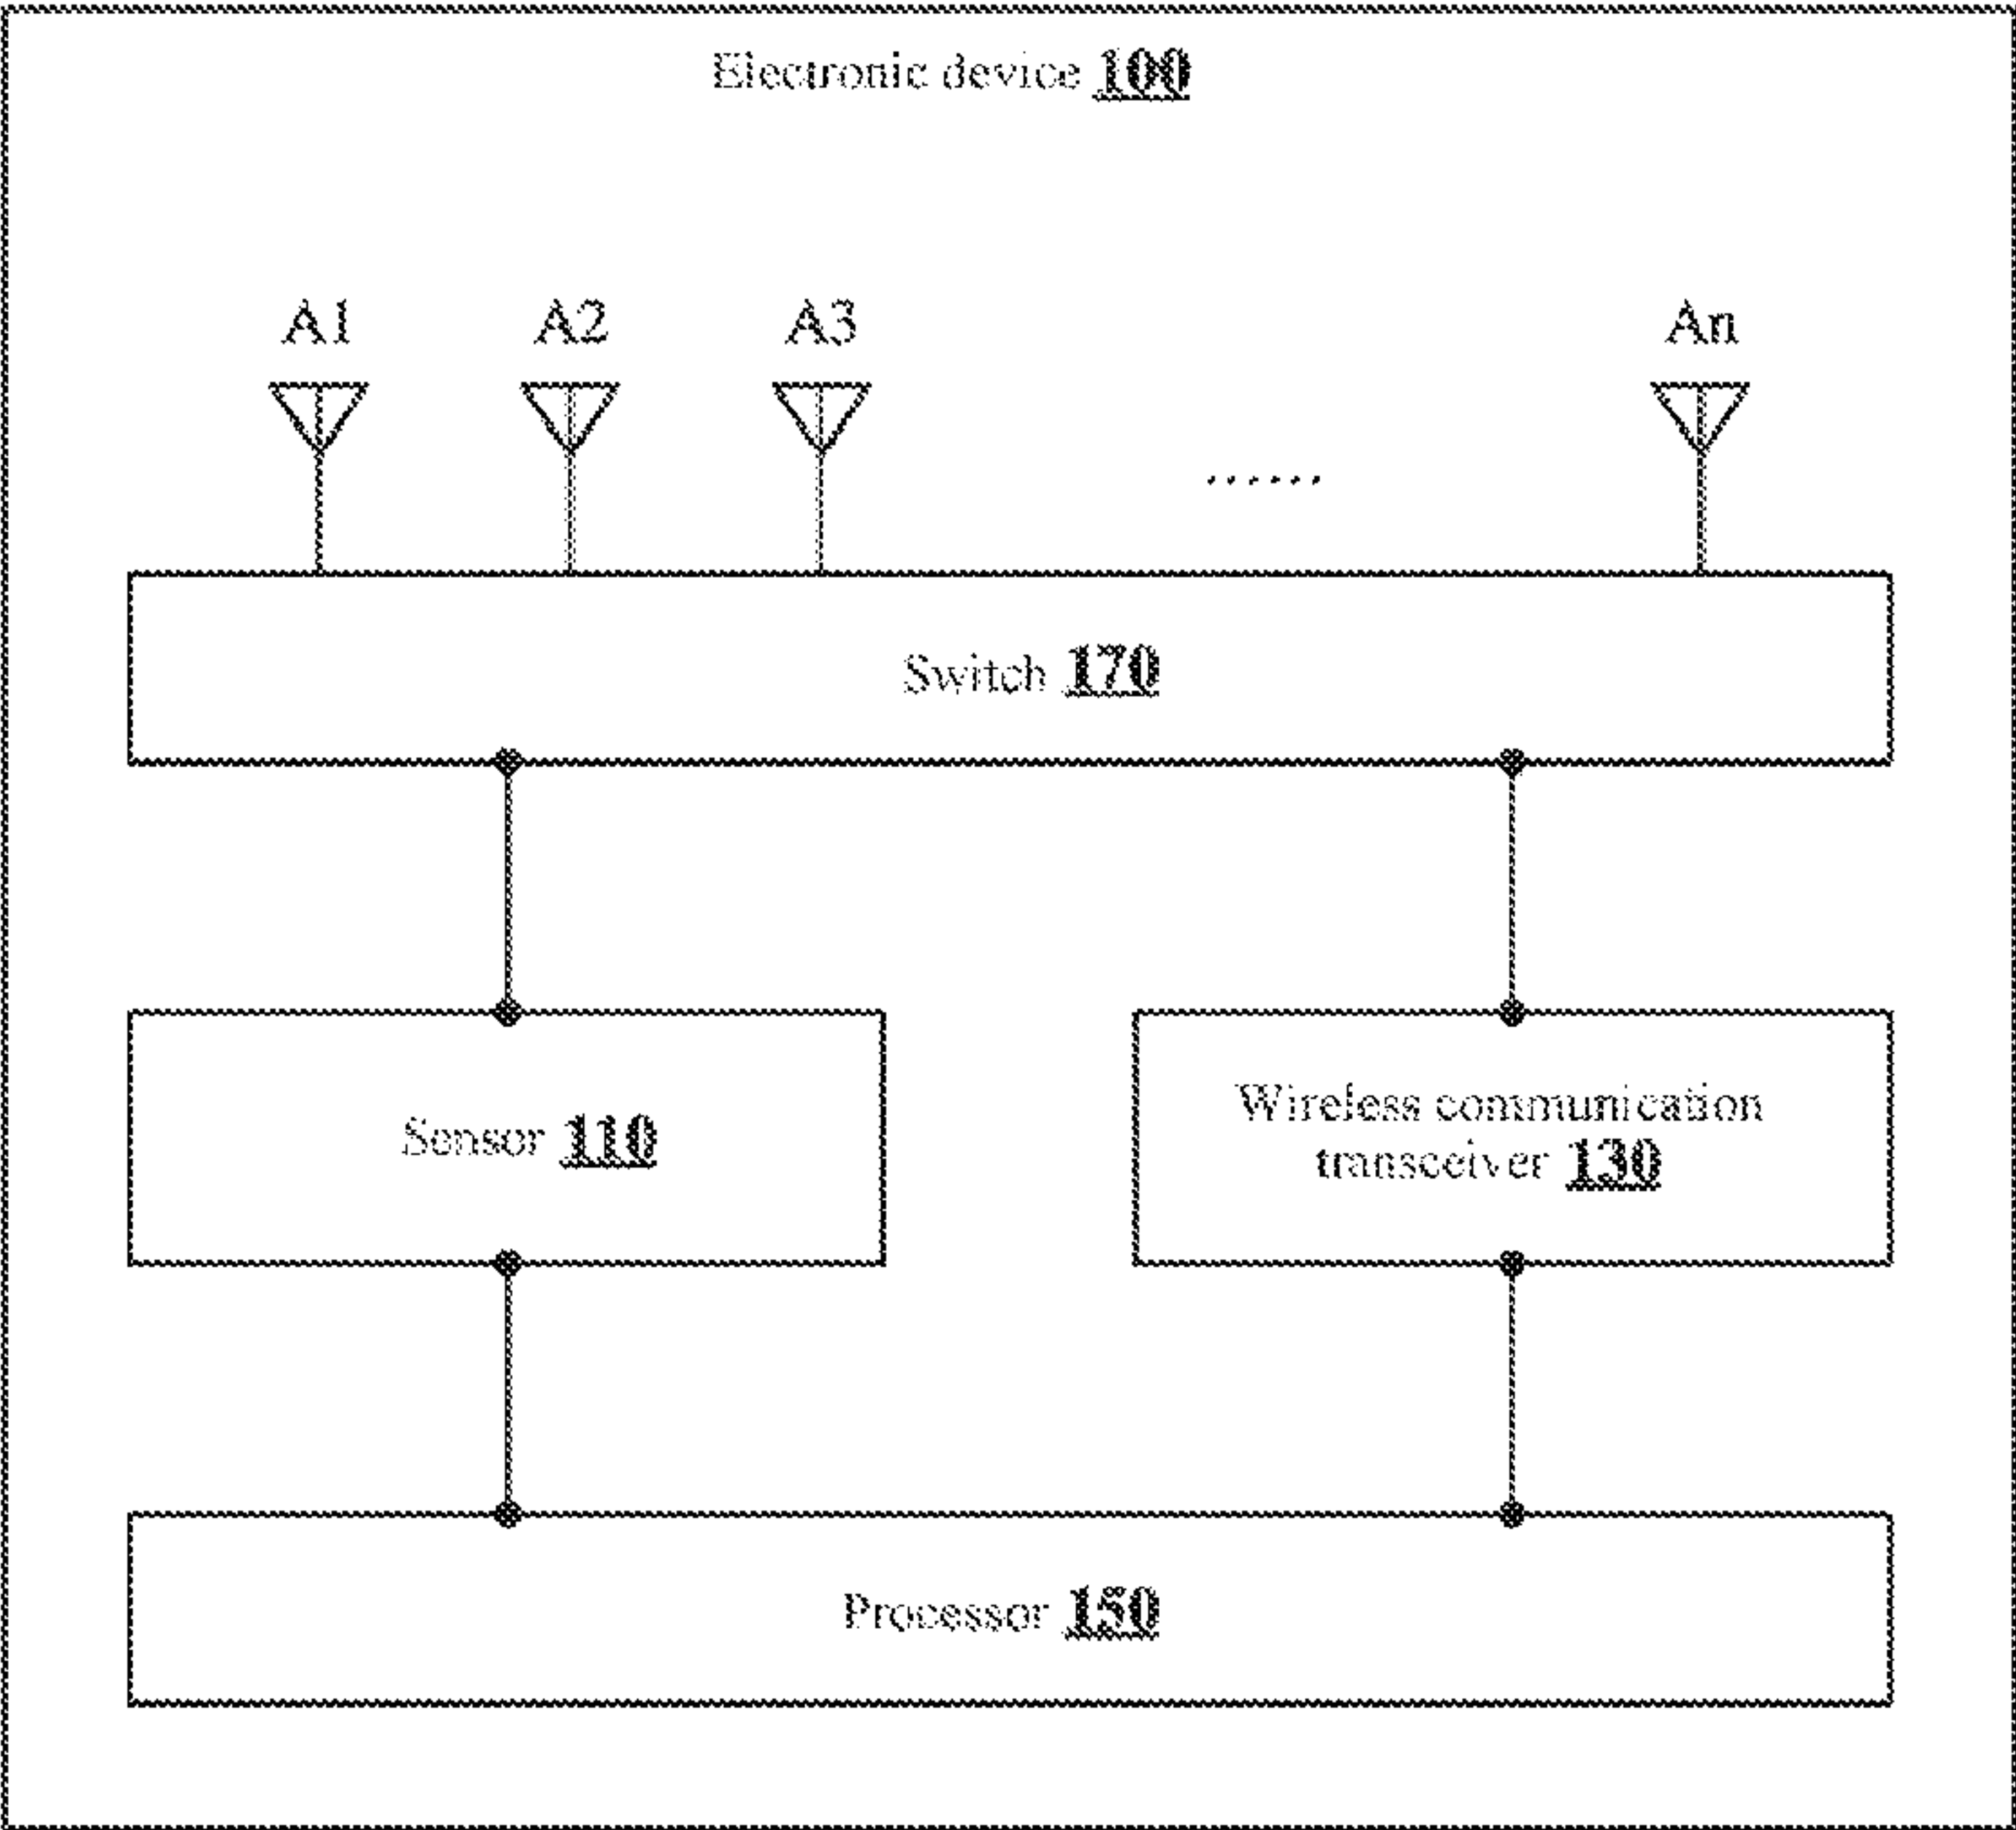 Electronic device 100
A1 A2 A3 An
......
Switch 170
Sensor 110
Wireless communication
transceiver 130
Processor 150